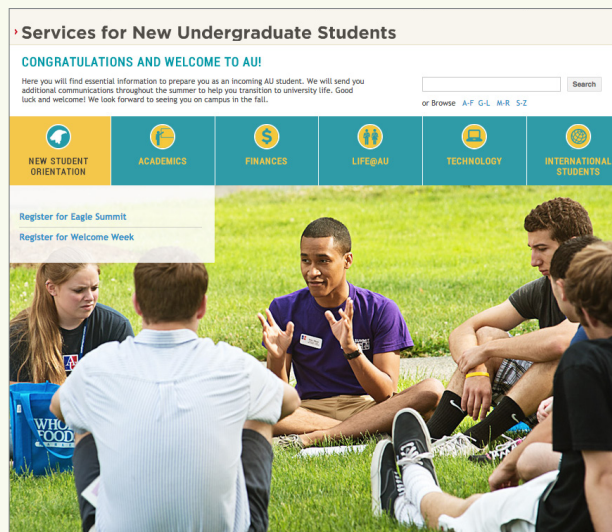 Services for New Undergraduate Students
CONGRATULATIONS AND WELCOME TO AU!
Here you will find essential information to prepare you as an incoming AU student. We will send you
additional communications throughout the summer to help you transition to university life. Good
luck and welcome! We look forward to seeing you on campus in the fall.
Search
or Browse A-F G-L M-R S-Z
NEW STUDENT
ORIENTATION
ACADEMICS
FINANCES
LIFE@AU
TECHNOLOGY
INTERNATIONAL
STUDENTS
Register for Eagle Summit
Register for Welcome Week
WHO
FOOD